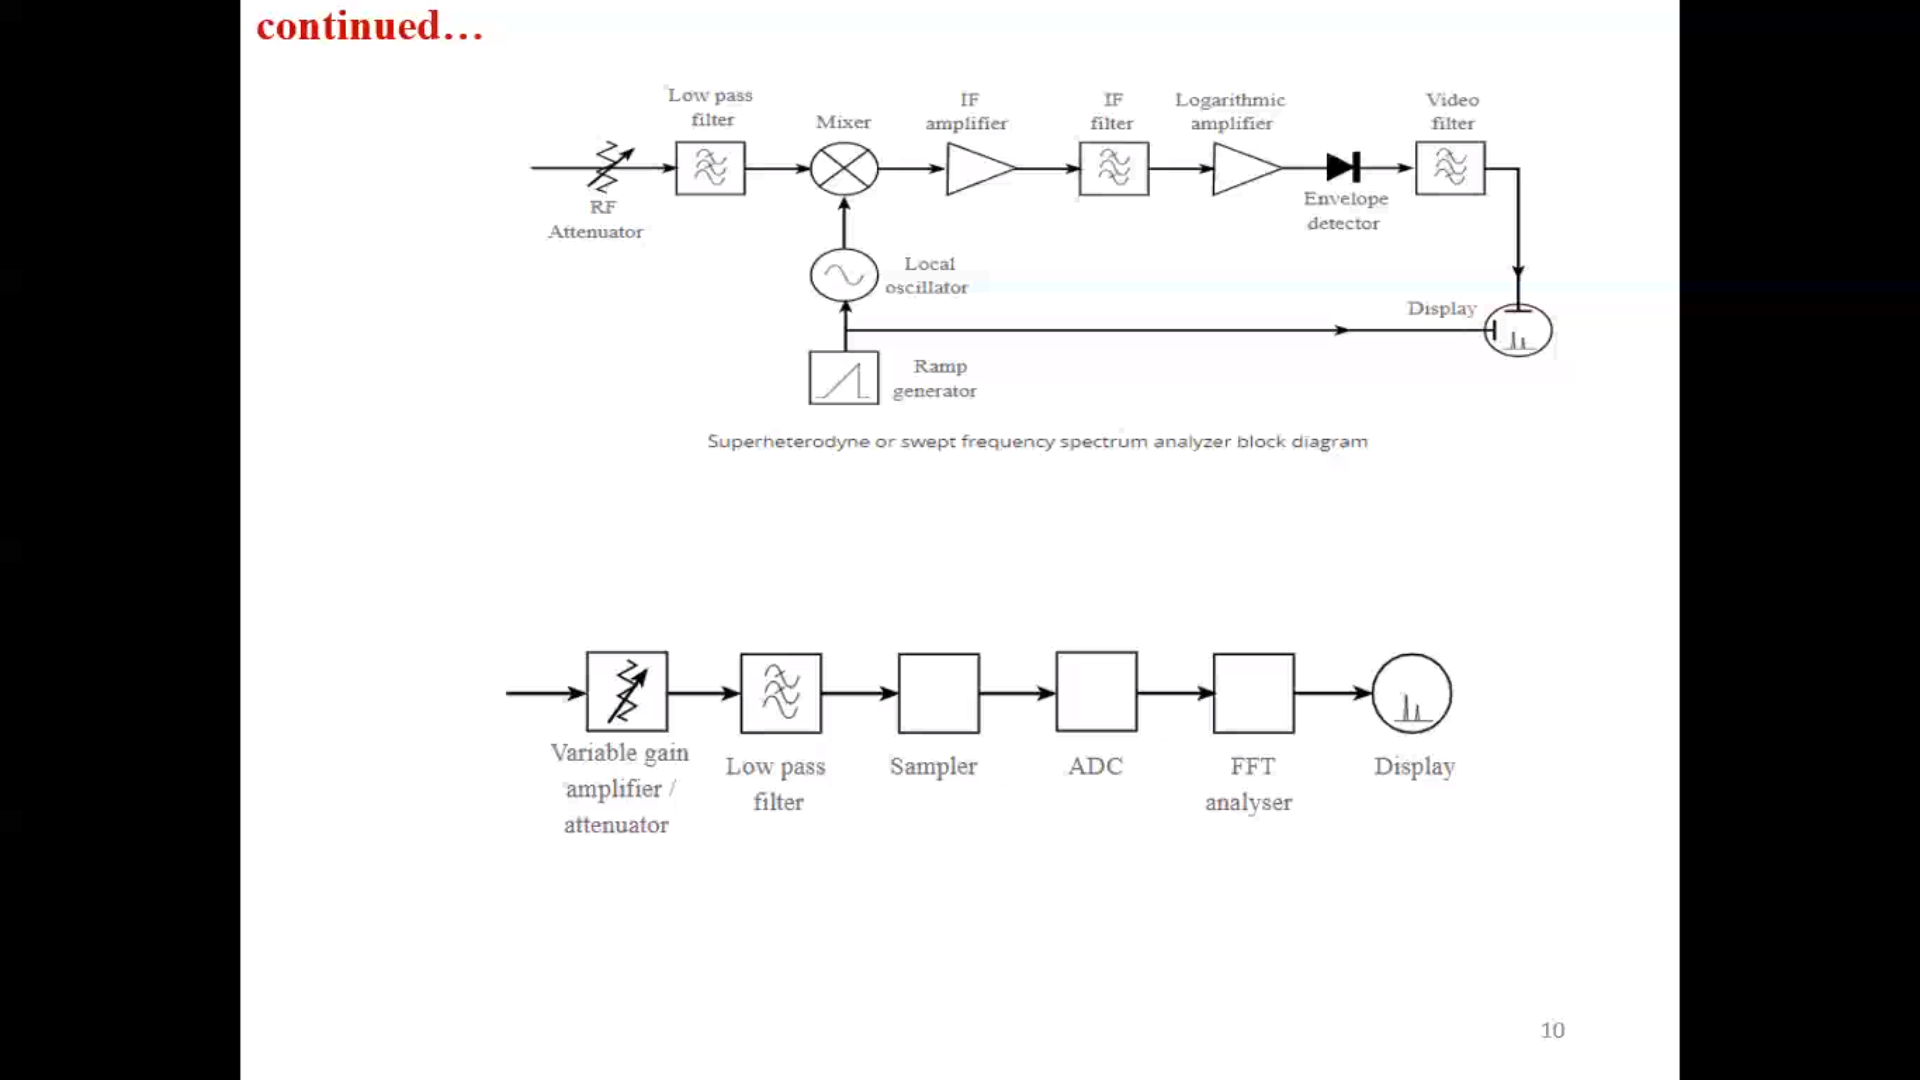 continued...
Low pass
filter
Mixer
IF
amplifier
IF
filter
Logarithmic
amplifier
Video
filter
RF
Attenuator
Envelope
detector
Local
oscillator
Display
Ramp
generator
Superheterodyne or swept frequency spectrum analyzer block diagram
Variable gain
amplifier /
attenuator
Low pass
filter
Sampler
ADC
FFT
analyser
Display
10